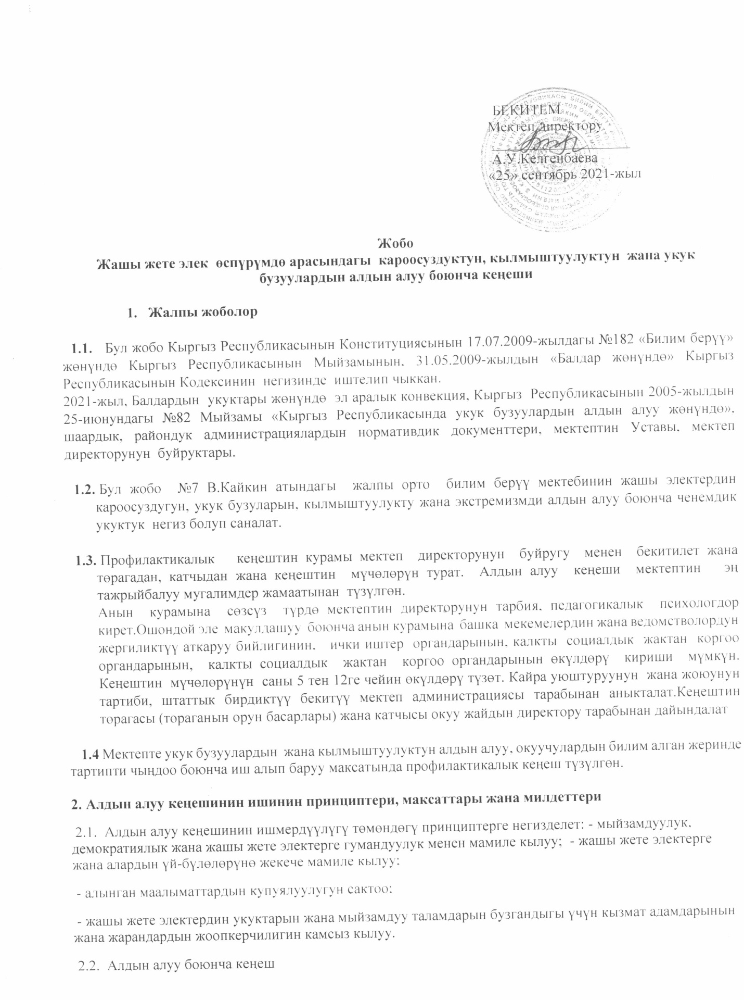 БЕКИТЕМ
Мектеп директору
А.У.Келгенбаева
«25» сентябрь 2021-жыл
Жобо
Жашы жете элек өспүрүмдө арасындагы кароосуздуктун, кылмыштуулуктун жана укук
бузуулардын алдын алуу боюнча кеңеши
1. Жалпы жоболор
1.1. Бул жобо Кыргыз Республикасынын Конституциясынын 17.07.2009-жылдагы №182 «Билим берүү»
жөнүндө Кыргыз Республикасынын Мыйзамынын, 31.05.2009-жылдын «Балдар жөнүндө» Кыргыз
Республикасынын Кодексинин негизинде иштелип чыккан.
2021-жыл, Балдардын укуктары жөнүндө эл аралык конвекция, Кыргыз Республикасынын 2005-жылдын
25-июнундагы №82 Мыйзамы «Кыргыз Республикасында укук бузуулардын алдын алуу жөнүндө»,
шаардык, райондук администрациялардын нормативдик документтери, мектептин Уставы, мектеп
директорунун буйруктары.
1.2. Бул жобо №7 В.Кайкин атындагы жалпы орто билим берүү мектебинин жашы электердин
кароосуздугун, укук бузуларын, кылмыштуулукту жана экстремизмди алдын алуу боюнча ченемдик
укуктук негиз болуп саналат.
1.3. Профилактикалык кеңештин курамы мектеп директорунун буйругу менен бекитилет жана
төрагадан, катчыдан жана кеңештин мүчөлөрүн турат. Алдын алуу кеңеши мектептин эң
тажрыйбалуу мугалимдер жамаатынан түзүлгөн.
Анын курамына сөзсүз түрдө мектептин директорунун тарбия, педагогикалык психологдор
кирет.Ошондой эле макулдашуу боюнча анын курамына башка мекемелердин жана ведомстволордун
жергиликтүү аткаруу бийлигинин, ички иштер органдарынын, калкты социалдык жактан коргоо
органдарынын, калкты социалдык жактан коргоо органдарынын өкүлдөрү кириши мүмкүн.
Кеңештин мүчөлөрүнүн саны 5 тен 12ге чейин өкүлдөрү түзөт. Кайра уюштуруунун жана жоюунун
тартиби, штаттык бирдиктүү бекитүү мектеп администрациясы тарабынан аныкталат.Кеңештин
төрагасы (төраганын орун басарлары) жана катчысы окуу жайдын директору тарабынан дайындалат
1.4 Мектепте укук бузуулардын жана кылмыштуулуктун алдын алуу, окуучулардын билим алган жеринде
тартипти чыңдоо боюнча иш алып баруу максатында профилактикалык кеңеш түзүлгөн.
2. Алдын алуу кеңешинин ишинин принциптери, максаттары жана милдеттери
2.1. Алдын алуу кеңешинин ишмердүүлүгү төмөндөгү принциптерге негизделет: - мыйзамдуулук,
демократиялык жана жашы жете электерге гумандуулук менен мамиле кылуу; - жашы жете электерге
жана алардын үй-бүлөлөрүнө жекече мамиле кылуу;
- алынган маалыматтардын купуялуулугун сактоо;
- жашы жете электердин укуктарын жана мыйзамдуу таламдарын бузгандыгы үчүн кызмат адамдарынын
жана жарандардын жоопкерчилигин камсыз кылуу.
2.2. Алдын алуу боюнча кеңеш